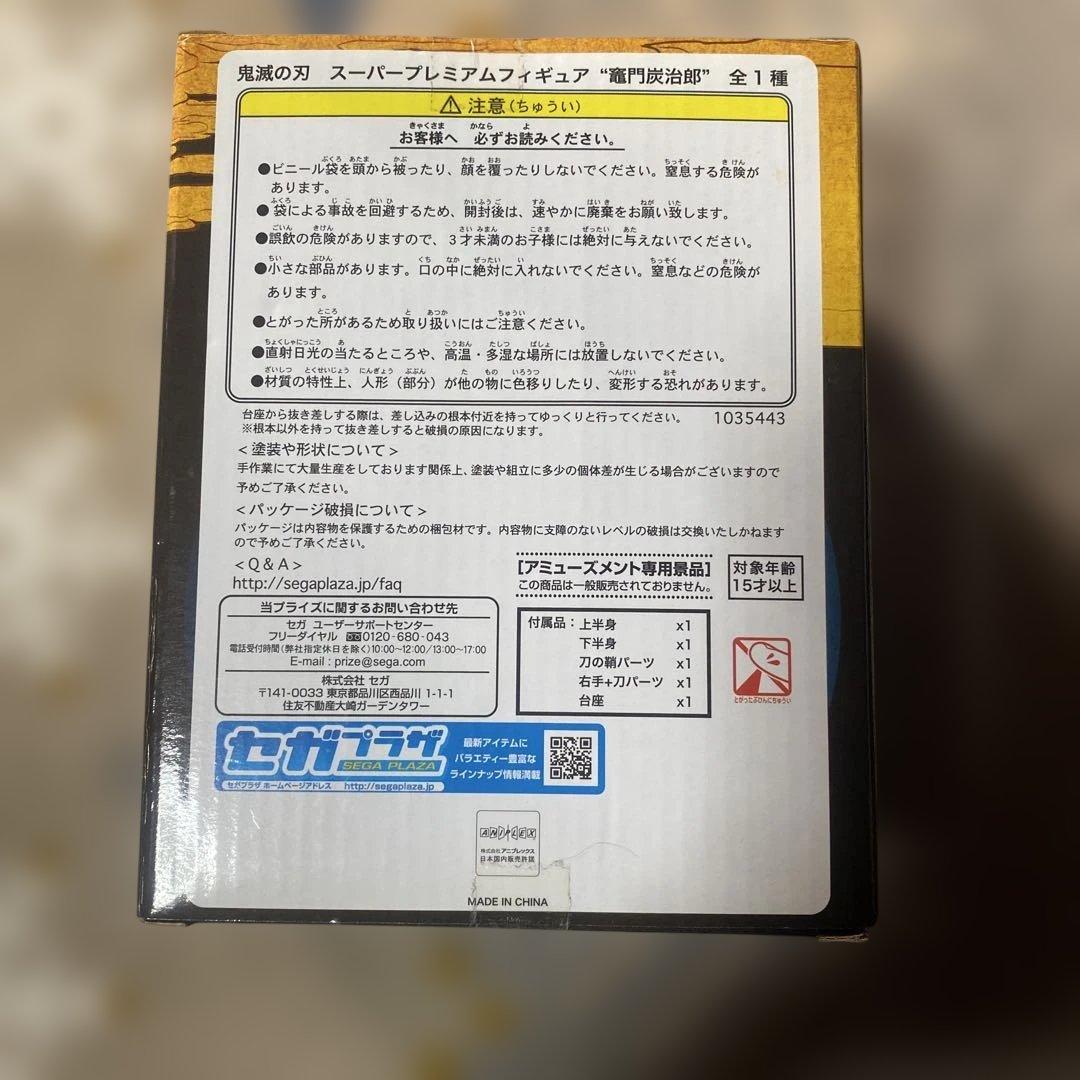 鬼滅の刃 スーパープレミアムフィギュア “竈門炭治郎” 全1種
⚠ 注意(ちゅうい)
お客様へ 必ずお読みください。
●ビニール袋を頭から被ったり、顔を覆ったりしないでください。窒息する危険が
あります。
●袋による事故を回避するため、開封後は、速やかに廃棄をお願い致します。
●誤飲の危険がありますので、3才未満のお子様には絶対に与えないでください。
●小さな部品があります。口の中に絶対に入れないでください。窒息などの危険が
あります。
●とがった所があるため取り扱いにはご注意ください。
●直射日光の当たるところや、高温・多湿な場所には放置しないでください。
●材質の特性上、人形(部分)が他の物に色移りしたり、変形する恐れがあります。
台座から抜き差しする際は、差し込みの根本付近を持ってゆっくりと行ってください。 1035443
※根本以外を持って抜き差しすると破損の原因になります。
<塗装や形状について>
手作業にて大量生産をしております関係上、塗装や組立に多少の個体差が生じる場合がございますので
予めご了承ください。
<パッケージ破損について>
パッケージは内容物を保護するための梱包材です。内容物に支障のないレベルの破損は交換いたしかねます
ので予めご了承ください。
<Q&A>
http://segaplaza.jp/faq
[アミューズメント専用景品]
この商品は一般販売されておりません。
対象年齢
15才以上
当プライズに関するお問い合わせ先
セガ ユーザーサポートセンター
フリーダイヤル 0120-680-043
電話受付時間(弊社指定休日を除く)10:00~12:00/13:00~17:00
E-mail : prize@sega.com
株式会社 セガ
〒141-0033 東京都品川区西品川 1-1-1
住友不動産大崎ガーデンタワー
付属品:上半身 x1
下半身 x1
刀の鞘パーツ x1
右手+刀パーツ x1
台座 x1
とがったぶひんにちゅうい
セガプラザ
SEGA PLAZA
セガプラザ ホームページアドレス http://segaplaza.jp
最新アイテムに
バラエティー豊富な
ラインナップ情報満載
ANIPLEX
株式会社アニプレックス
日本国内販売許諾
MADE IN CHINA